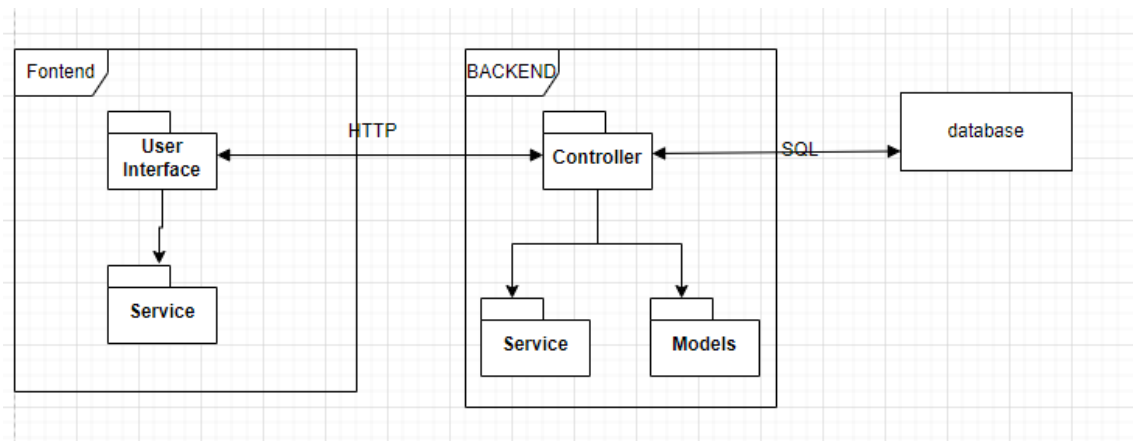 Fontend
BACKEND
HTTP
User
Interface
Controller
SQL
database
Service
Service
Models